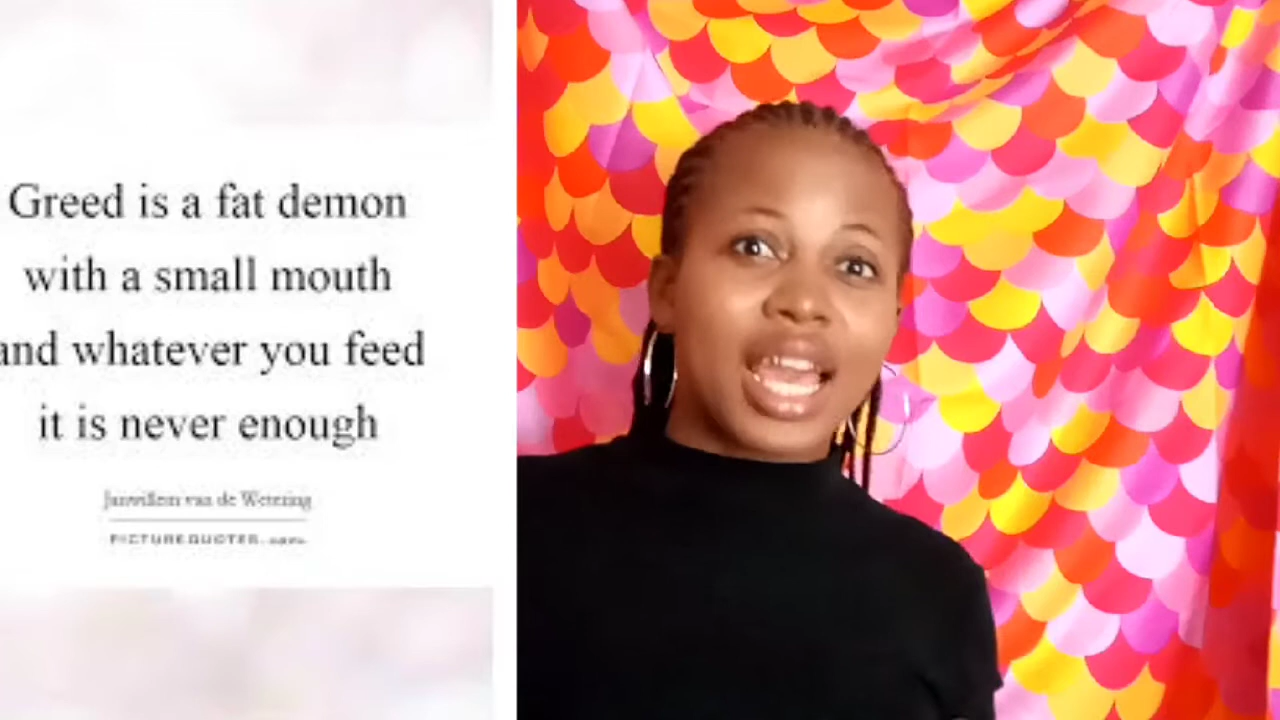 Greed is a fat demon
with a small mouth
and whatever you feed
it is never enough
Janwillem van de Wetering
PICTUREQUOTES.